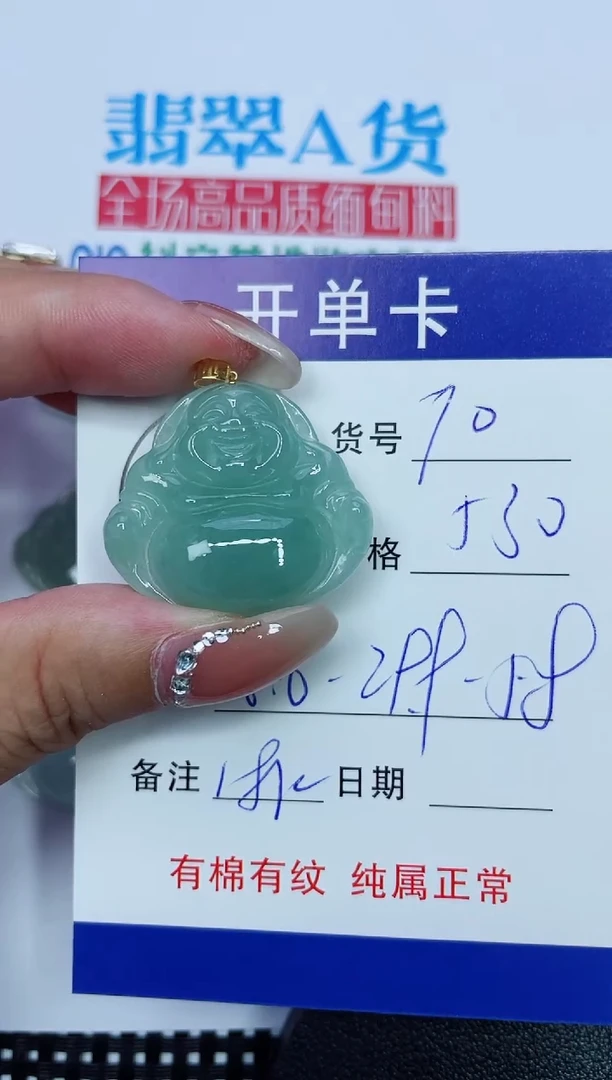 翡翠A货
全场高品质缅甸料
开单卡
货号 70
格 530
备注 日期
有棉有纹 纯属正常